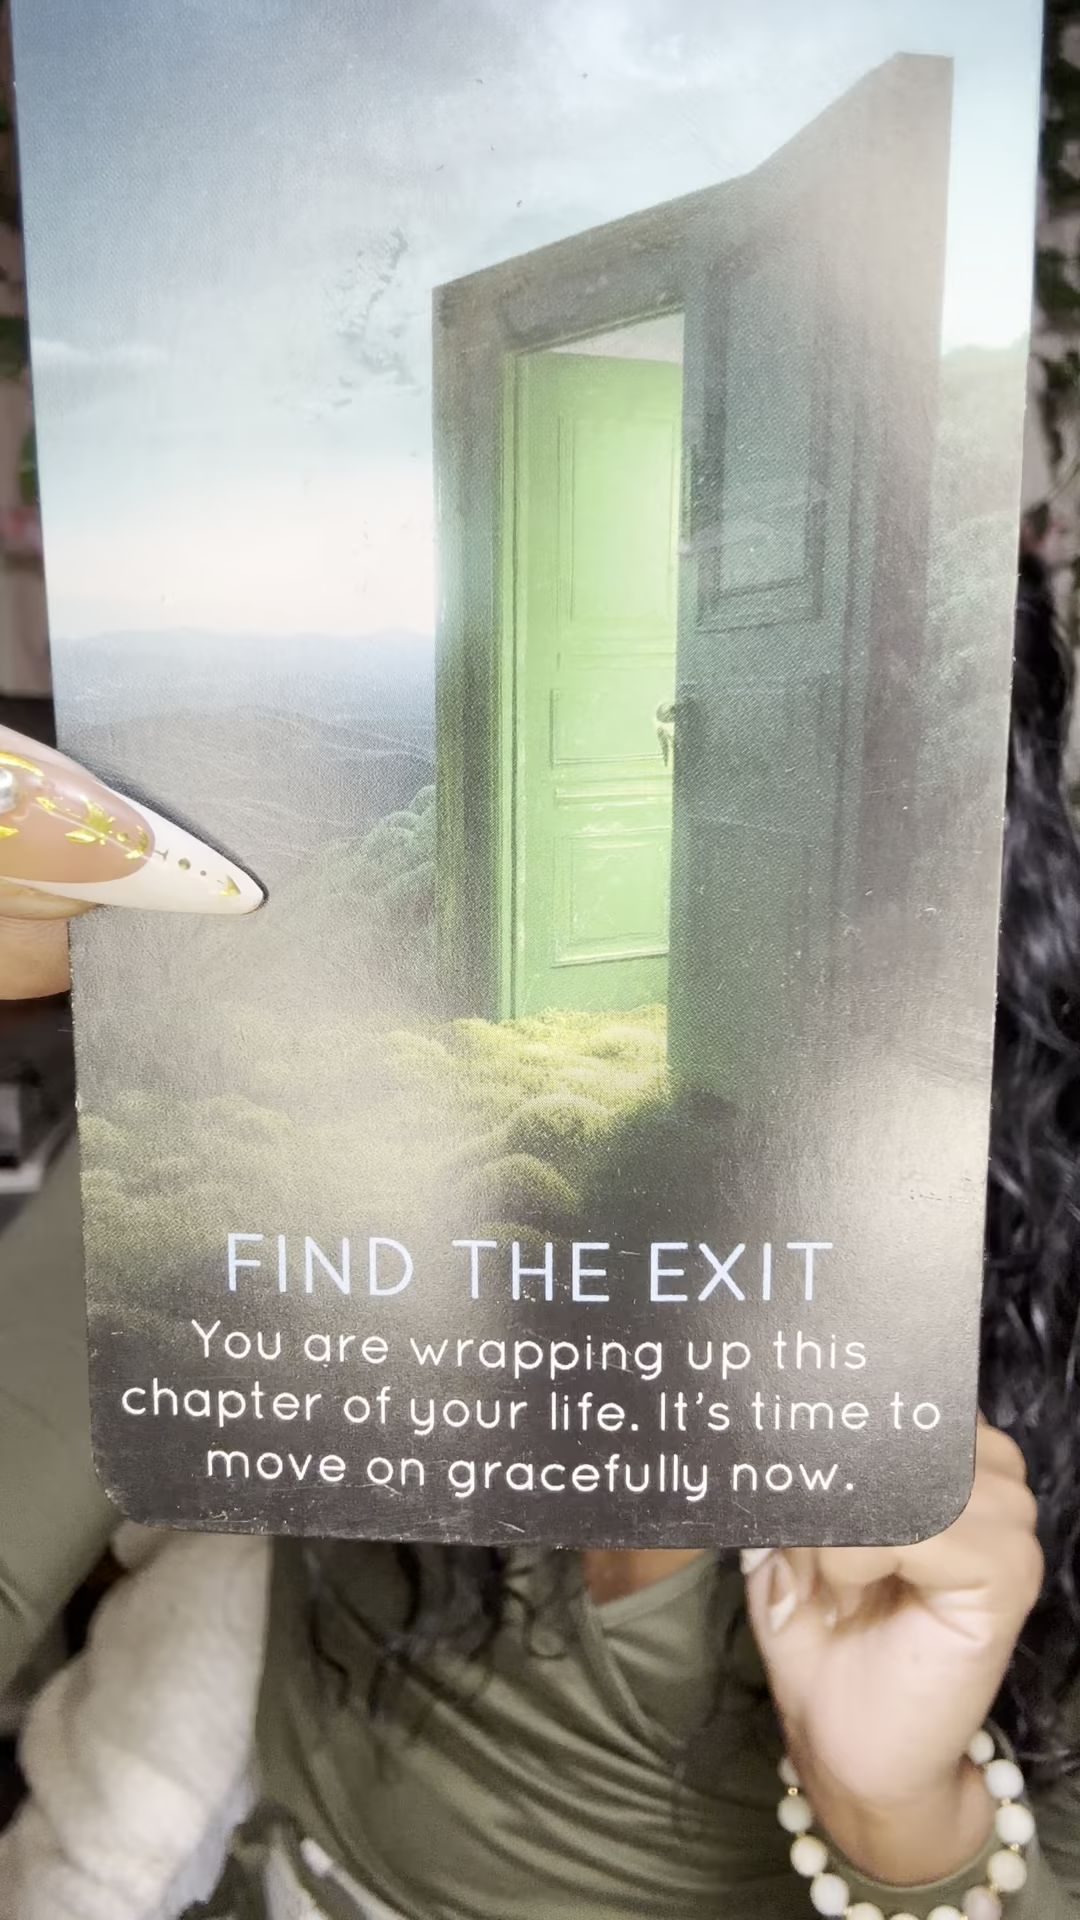 FIND THE EXIT
You are wrapping up this
chapter of your life. It's time to
move on gracefully now.